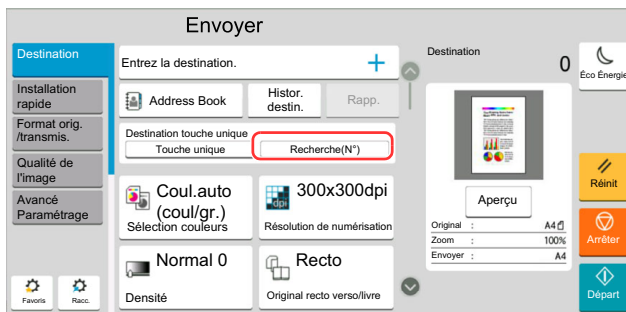 Envoyer
Destination
Installation
rapide
Format orig.
/transmis.
Qualité de
l'image
Avancé
Paramétrage
Favoris
Racc.
Entrez la destination.
Address Book
Histor.
destin.
Rapp.
Destination touche unique
Touche unique
Recherche(N°)
Coul.auto
(coul/gr.)
Sélection couleurs
300x300dpi
dpi
Résolution de numérisation
Normal 0
Densité
Recto
Original recto verso/livre
Destination
0
Aperçu
Original : A4
Zoom : 100%
Envoyer : A4
Éco Énergie
Réinit
Arrêter
Départ